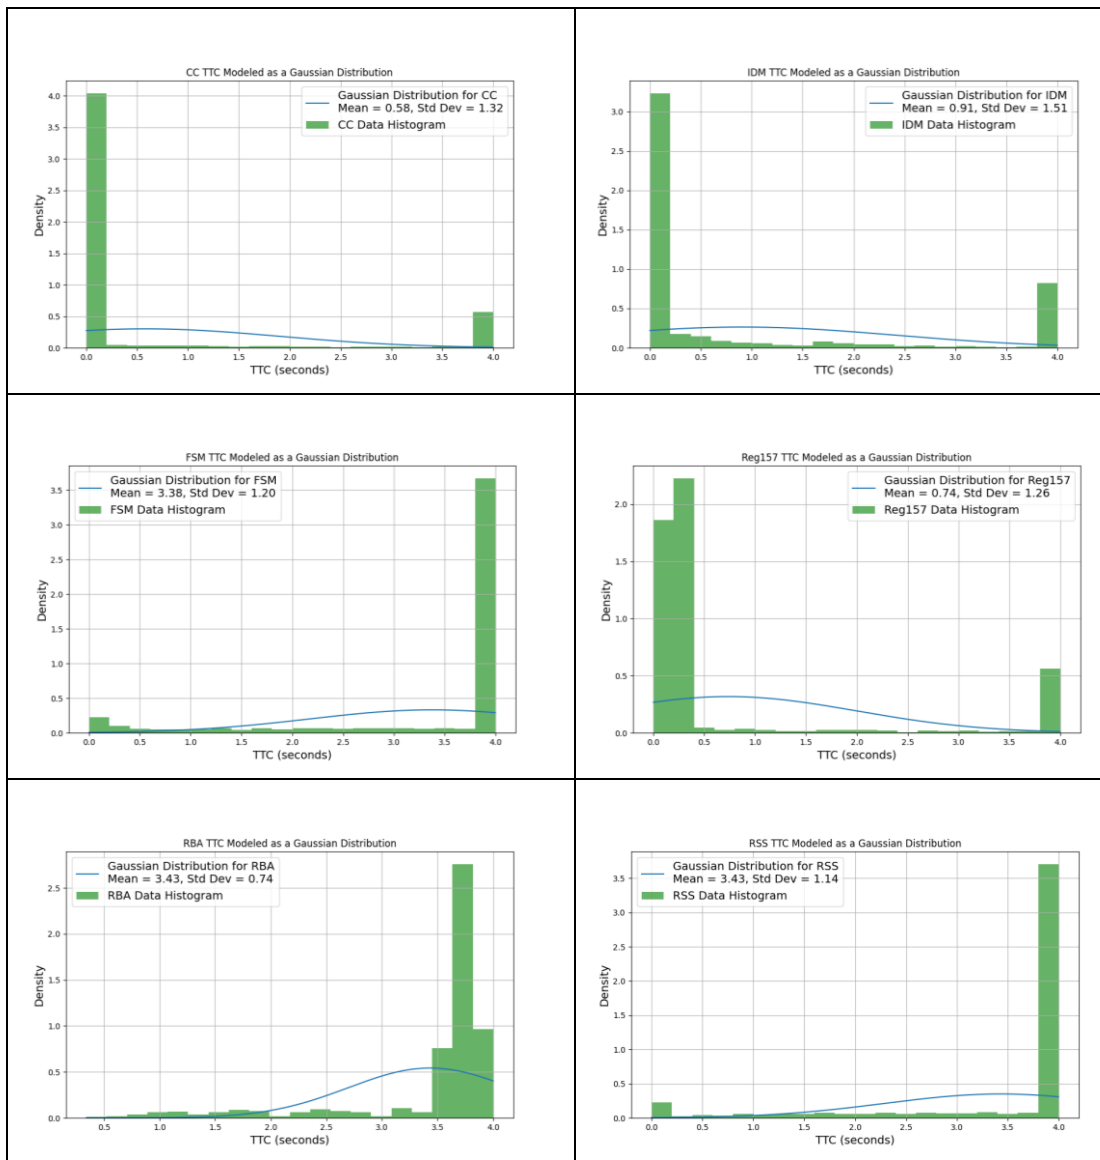 CC TTC Modeled as a Gaussian Distribution
Gaussian Distribution for CC
Mean = 0.58, Std Dev = 1.32
CC Data Histogram
4.0
3.5
3.0
2.5
2.0
1.5
1.0
0.5
0.0
Density
0.0 0.5 1.0 1.5 2.0 2.5 3.0 3.5 4.0
TTC (seconds)
IDM TTC Modeled as a Gaussian Distribution
Gaussian Distribution for IDM
Mean = 0.91, Std Dev = 1.51
IDM Data Histogram
3.0
2.5
2.0
1.5
1.0
0.5
0.0
Density
0.0 0.5 1.0 1.5 2.0 2.5 3.0 3.5 4.0
TTC (seconds)
FSM TTC Modeled as a Gaussian Distribution
Gaussian Distribution for FSM
Mean = 3.38, Std Dev = 1.20
FSM Data Histogram
3.5
3.0
2.5
2.0
1.5
1.0
0.5
0.0
Density
0.0 0.5 1.0 1.5 2.0 2.5 3.0 3.5 4.0
TTC (seconds)
Reg157 TTC Modeled as a Gaussian Distribution
Gaussian Distribution for Reg157
Mean = 0.74, Std Dev = 1.26
Reg157 Data Histogram
2.0
1.5
1.0
0.5
0.0
Density
0.0 0.5 1.0 1.5 2.0 2.5 3.0 3.5 4.0
TTC (seconds)
RBA TTC Modeled as a Gaussian Distribution
Gaussian Distribution for RBA
Mean = 3.43, Std Dev = 0.74
RBA Data Histogram
2.5
2.0
1.5
1.0
0.5
0.0
Density
0.5 1.0 1.5 2.0 2.5 3.0 3.5 4.0
TTC (seconds)
RSS TTC Modeled as a Gaussian Distribution
Gaussian Distribution for RSS
Mean = 3.43, Std Dev = 1.14
RSS Data Histogram
3.5
3.0
2.5
2.0
1.5
1.0
0.5
0.0
Density
0.0 0.5 1.0 1.5 2.0 2.5 3.0 3.5 4.0
TTC (seconds)